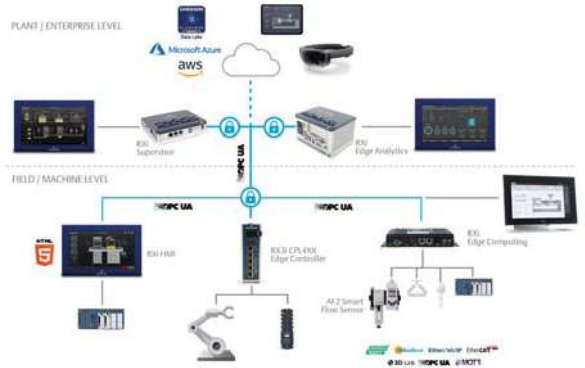 PLANT / ENTERPRISE LEVEL
EMERSON
Data Lake
Microsoft Azure
aws
RXi
Supervisor
RXi
Edge Analytics
OPC UA
FIELD / MACHINE LEVEL
OPC UA
OPC UA
HTML
5
RXi HMI
RX3i CPL4XX
Edge Controller
RXi
Edge Computing
AF2 Smart
Flow Sensor
Modbus EtherNet/IP EtherCAT
IO-Link OPC UA MQTT